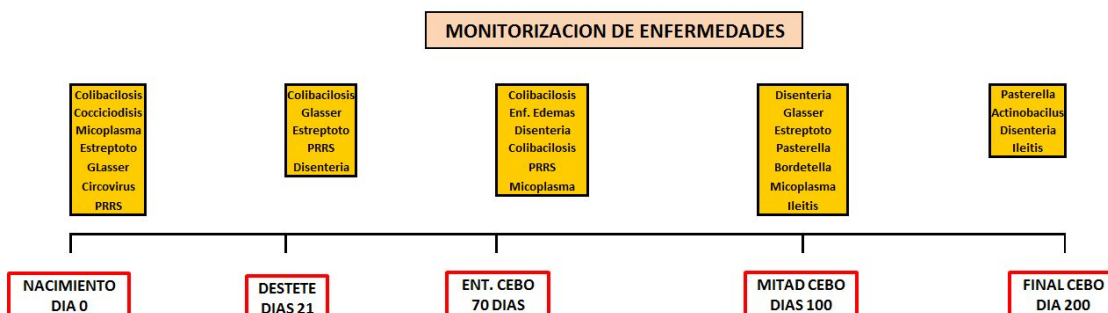 MONITORIZACION DE ENFERMEDADES
Colibacilosis
Cocciciodisis
Micoplasma
Estreptoto
GLasser
Circovirus
PRRS
Colibacilosis
Glasser
Estreptoto
PRRS
Disenteria
Colibacilosis
Enf. Edemas
Disenteria
Colibacilosis
PRRS
Micoplasma
Disenteria
Glasser
Estreptoto
Pasterella
Bordetella
Micoplasma
Ileitis
Pasterella
Actinobacilus
Disenteria
Ileitis
NACIMIENTO
DIA 0
DESTETE
DIAS 21
ENT. CEBO
70 DIAS
MITAD CEBO
DIAS 100
FINAL CEBO
DIA 200